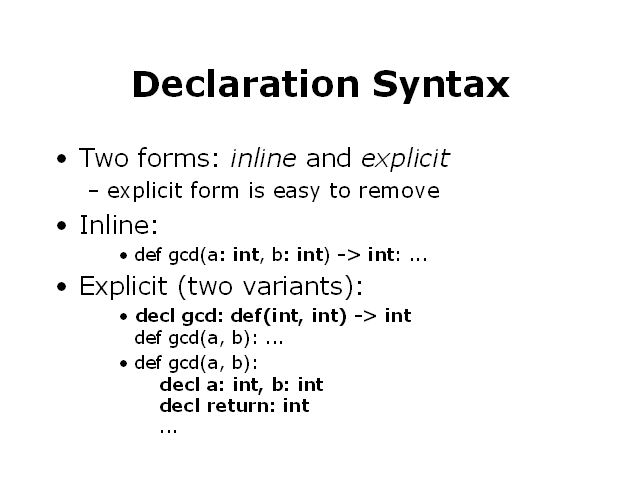 Declaration Syntax
• Two forms: inline and explicit
– explicit form is easy to remove
• Inline:
• def gcd(a: int, b: int) -> int: ...
• Explicit (two variants):
• decl gcd: def(int, int) -> int
def gcd(a, b): ...
• def gcd(a, b):
decl a: int, b: int
decl return: int
...